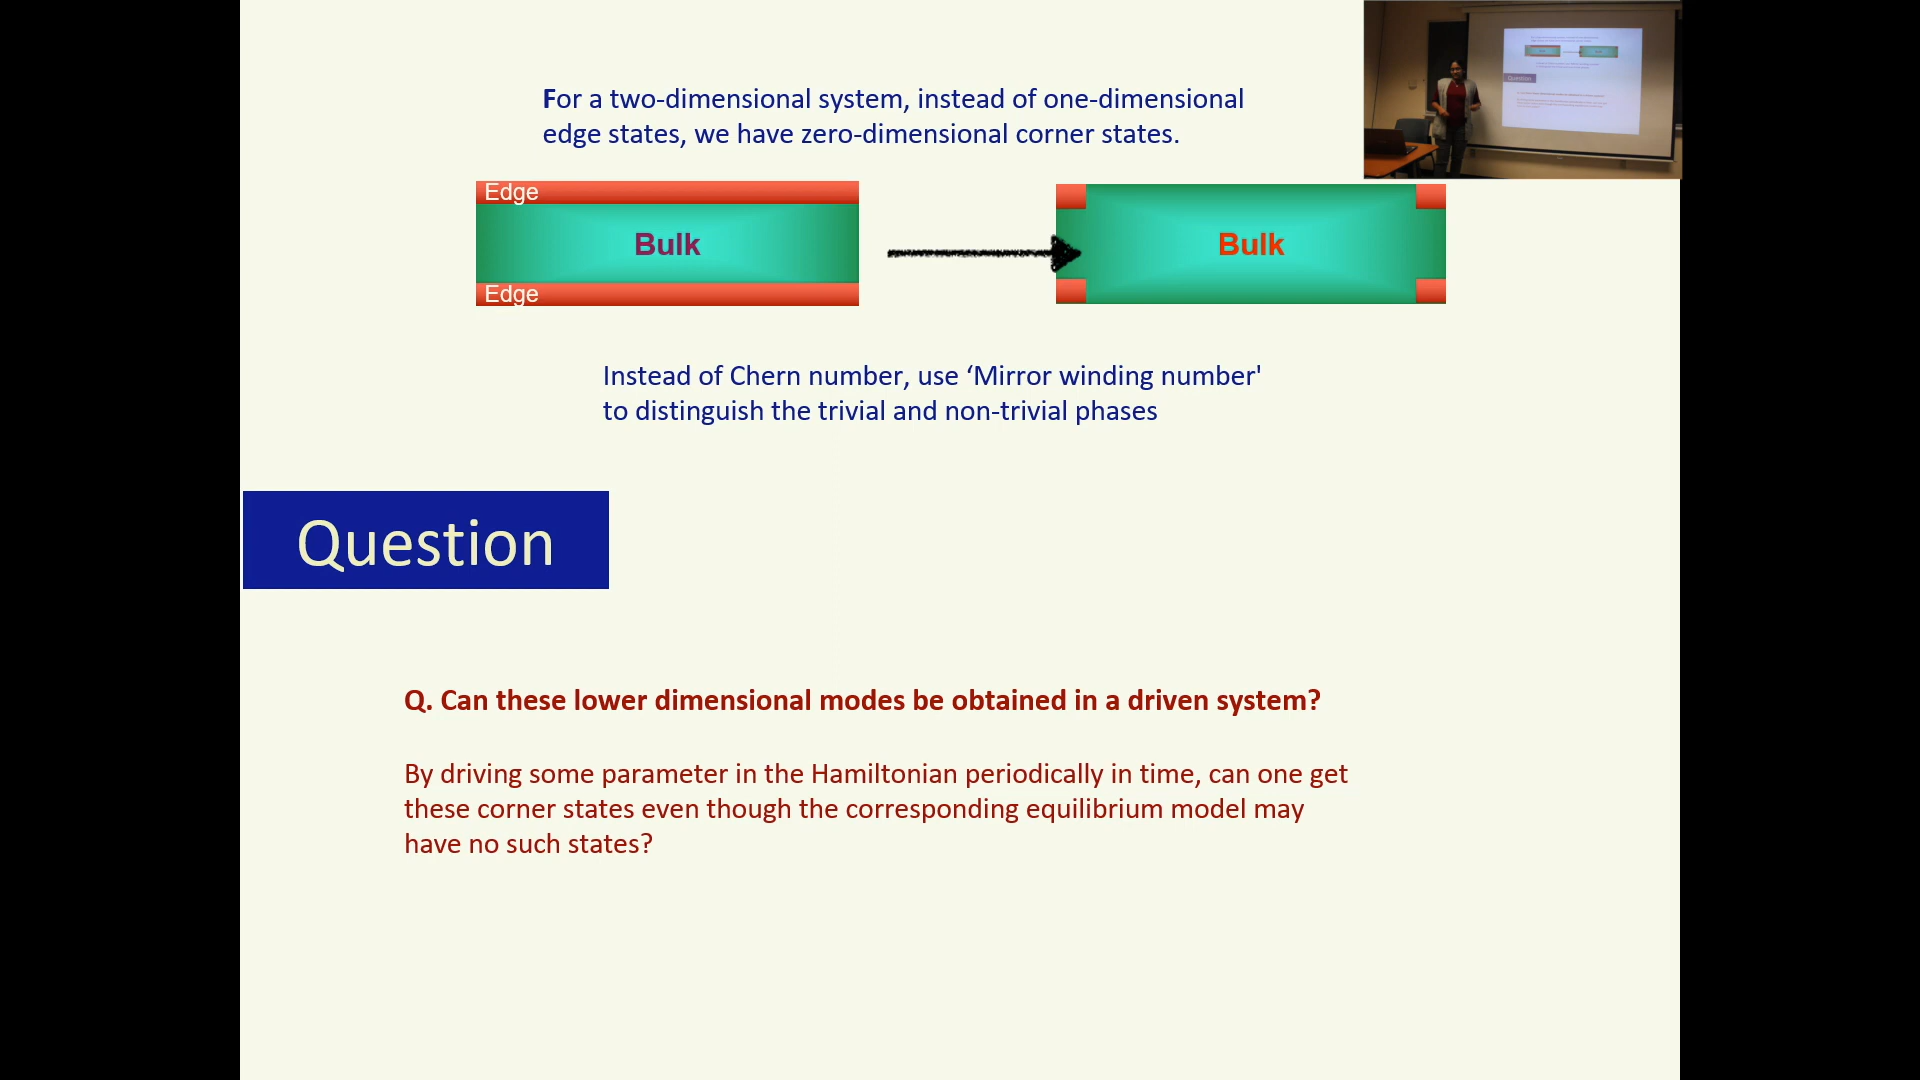 For a two-dimensional system, instead of one-dimensional
edge states, we have zero-dimensional corner states.
Edge
Bulk
Edge
Bulk
Instead of Chern number, use ‘Mirror winding number'
to distinguish the trivial and non-trivial phases
Question
Q. Can these lower dimensional modes be obtained in a driven system?
By driving some parameter in the Hamiltonian periodically in time, can one get
these corner states even though the corresponding equilibrium model may
have no such states?